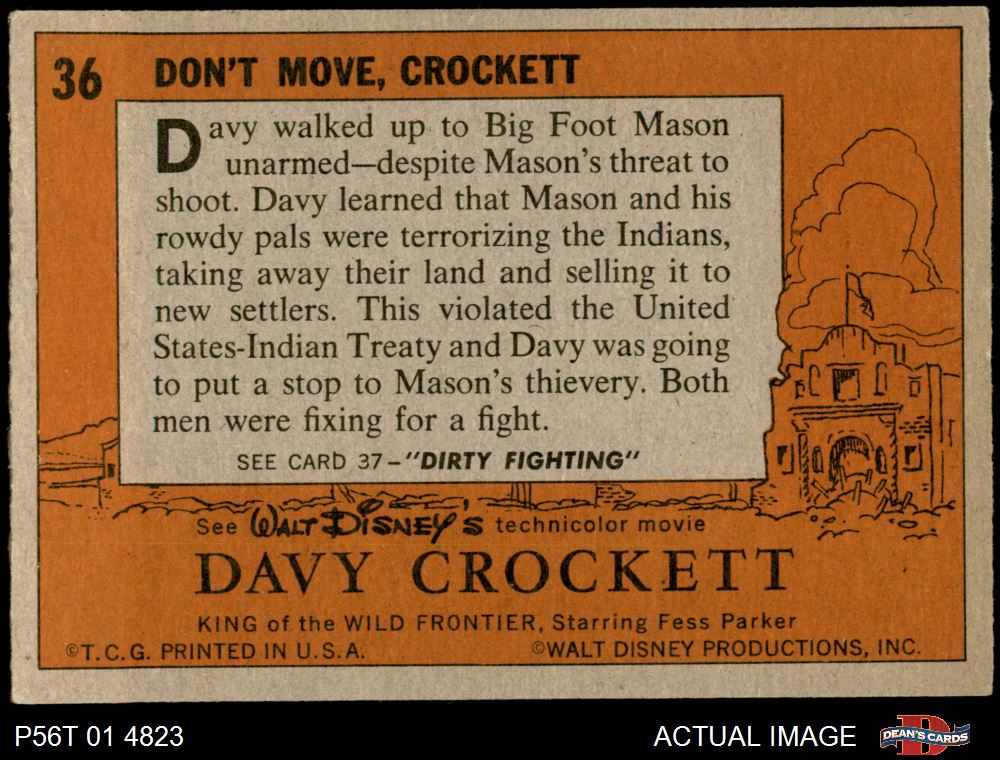 36 DON'T MOVE, CROCKETT
Davy walked up to Big Foot Mason
unarmed—despite Mason's threat to
shoot. Davy learned that Mason and his
rowdy pals were terrorizing the Indians,
taking away their land and selling it to
new settlers. This violated the United
States-Indian Treaty and Davy was going
to put a stop to Mason's thievery. Both
men were fixing for a fight.
SEE CARD 37-"DIRTY FIGHTING"
See WALT DISNEY'S technicolor movie
DAVY CROCKETT
KING of the WILD FRONTIER, Starring Fess Parker
©T.C.G. PRINTED IN U.S.A. ©WALT DISNEY PRODUCTIONS, INC.
P56T 01 4823 ACTUAL IMAGE DEAN'S CARDS